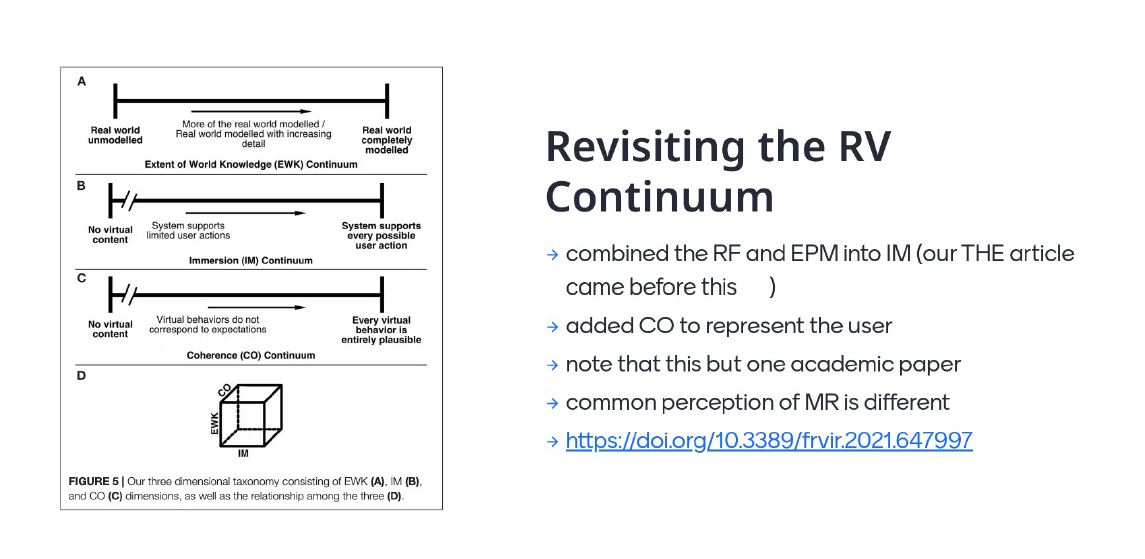 A
More of the real world modelled /
Real world modelled with increasing
detail
Real world
unmodelled
Real world
completely
modelled
Extent of World Knowledge (EWK) Continuum
B
System supports
limited user actions
No virtual
content
System supports
every possible
user action
Immersion (IM) Continuum
C
Virtual behaviors do not
correspond to expectations
No virtual
content
Every virtual
behavior is
entirely plausible
Coherence (CO) Continuum
D
CO
EWK
IM
FIGURE 5 | Our three dimensional taxonomy consisting of EWK (A), IM (B),
and CO (C) dimensions, as well as the relationship among the three (D).
Revisiting the RV
Continuum
→ combined the RF and EPM into IM (our THE article
came before this )
→ added CO to represent the user
→ note that this but one academic paper
→ common perception of MR is different
→ https://doi.org/10.3389/frvir.2021.647997